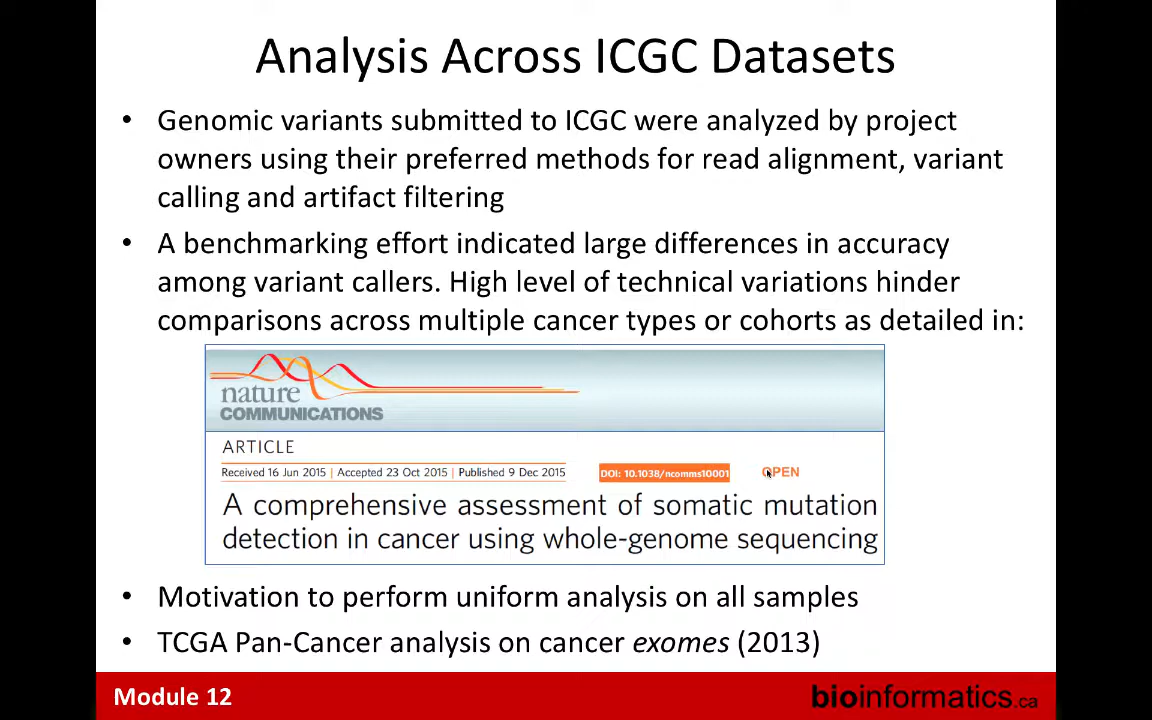 Analysis Across ICGC Datasets
• Genomic variants submitted to ICGC were analyzed by project
owners using their preferred methods for read alignment, variant
calling and artifact filtering
• A benchmarking effort indicated large differences in accuracy
among variant callers. High level of technical variations hinder
comparisons across multiple cancer types or cohorts as detailed in:
nature
COMMUNICATIONS
ARTICLE
Received 16 Jun 2015 | Accepted 23 Oct 2015 | Published 9 Dec 2015
DOI: 10.1038/ncomms10001
OPEN
A comprehensive assessment of somatic mutation
detection in cancer using whole-genome sequencing
• Motivation to perform uniform analysis on all samples
• TCGA Pan-Cancer analysis on cancer exomes (2013)
Module 12
bioinformatics.ca